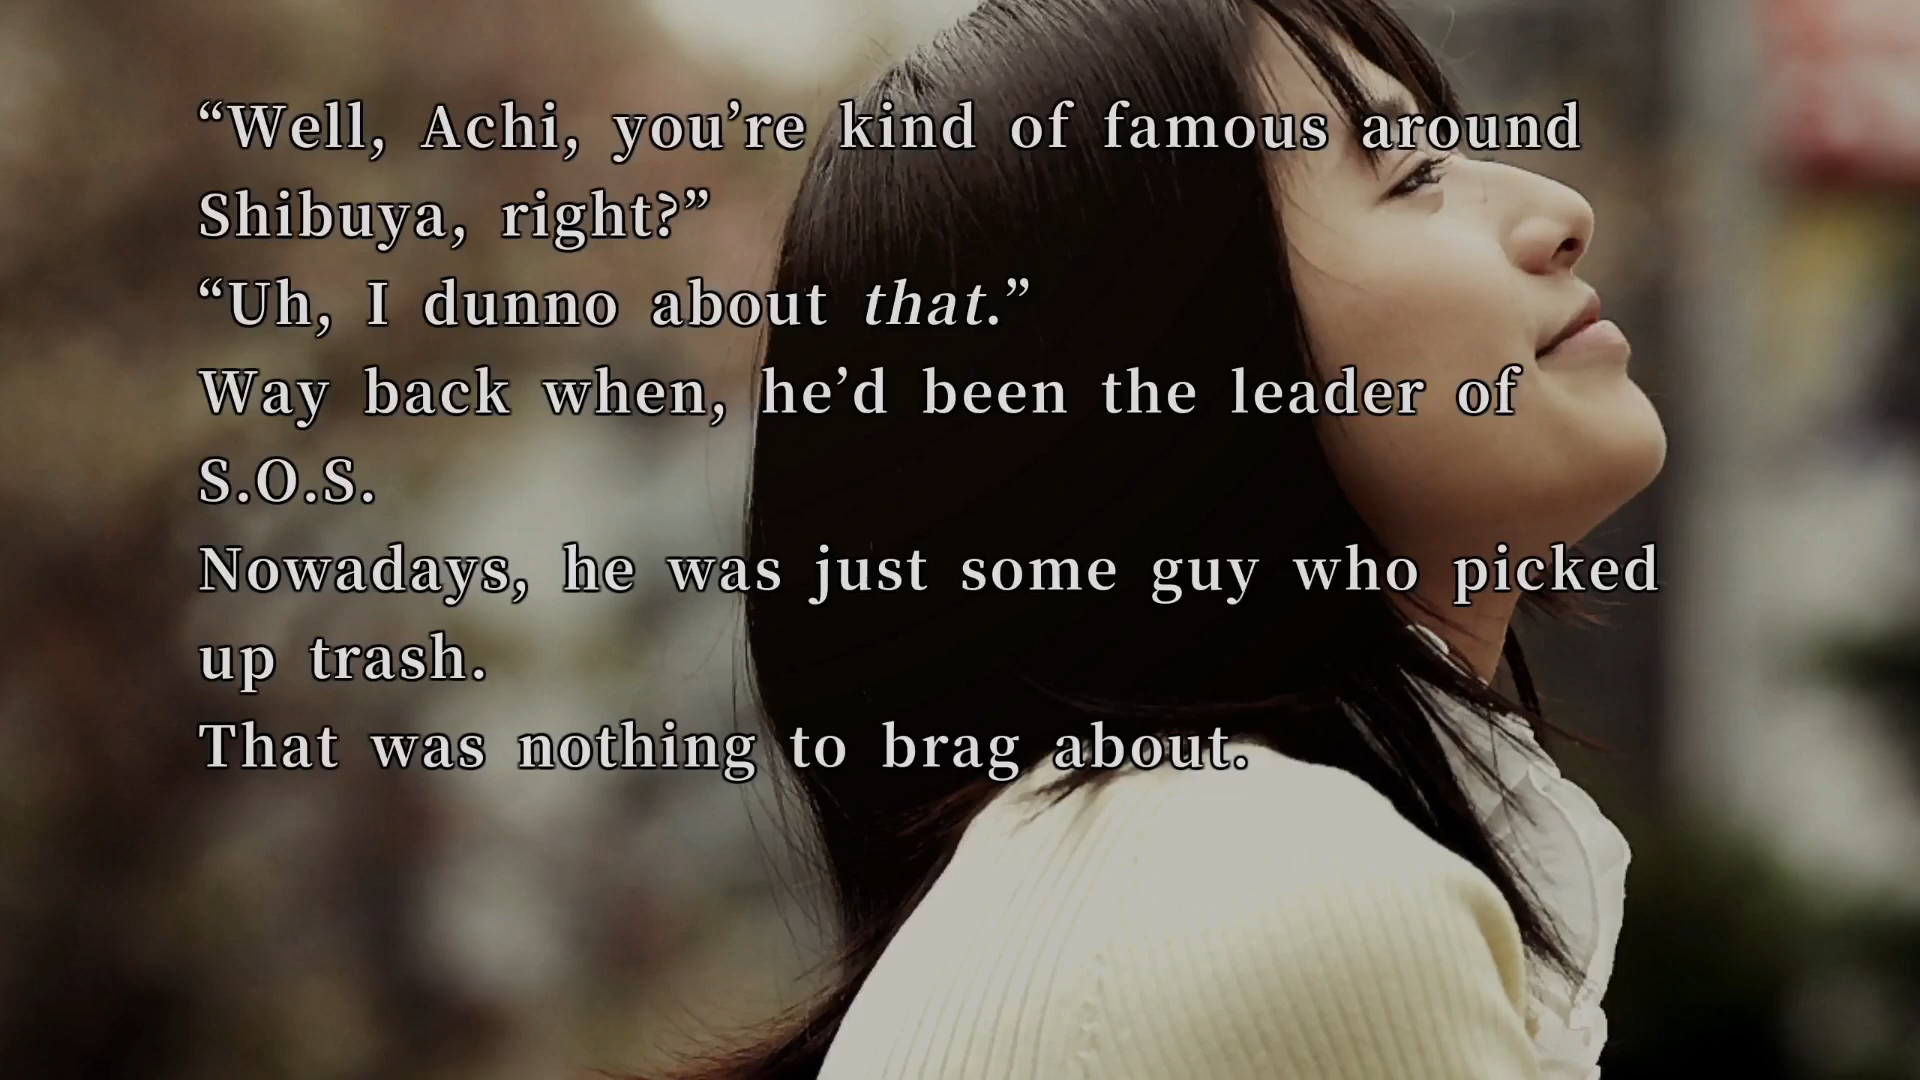 “Well, Achi, you’re kind of famous around
Shibuya, right?”
“Uh, I dunno about that.”
Way back when, he’d been the leader of
S.O.S.
Nowadays, he was just some guy who picked
up trash.
That was nothing to brag about.